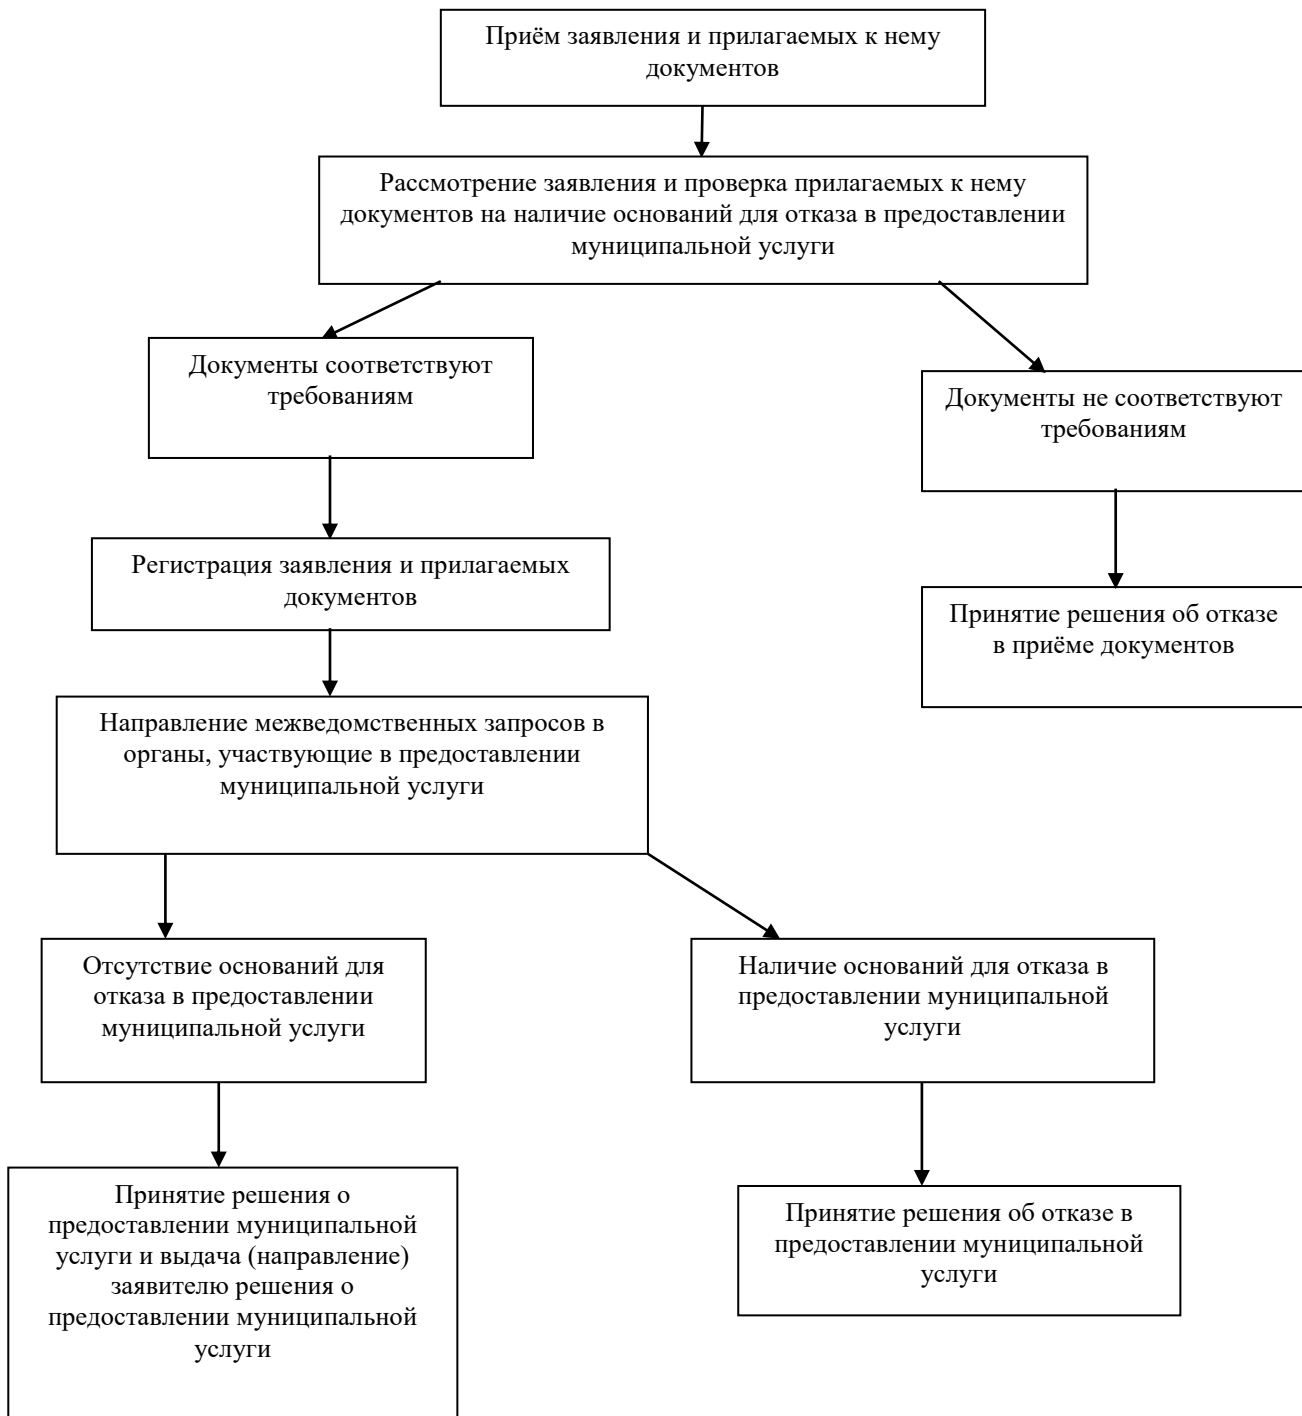 Приём заявления и прилагаемых к нему
документов
Рассмотрение заявления и проверка прилагаемых к нему
документов на наличие оснований для отказа в предоставлении
муниципальной услуги
Документы соответствуют
требованиям
Документы не соответствуют
требованиям
Регистрация заявления и прилагаемых
документов
Принятие решения об отказе
в приёме документов
Направление межведомственных запросов в
органы, участвующие в предоставлении
муниципальной услуги
Отсутствие оснований для
отказа в предоставлении
муниципальной услуги
Наличие оснований для отказа в
предоставлении муниципальной
услуги
Принятие решения о
предоставлении муниципальной
услуги и выдача (направление)
заявителю решения о
предоставлении муниципальной
услуги
Принятие решения об отказе в
предоставлении муниципальной
услуги